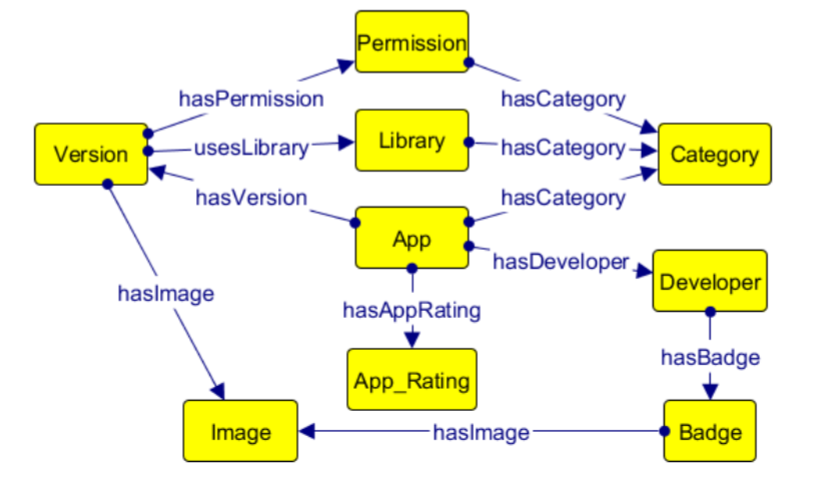 Permission
hasPermission
hasCategory
Version
usesLibrary
Library
hasCategory
Category
hasVersion
hasCategory
App
hasDeveloper
Developer
hasImage
hasAppRating
hasBadge
App_Rating
Image
hasImage
Badge